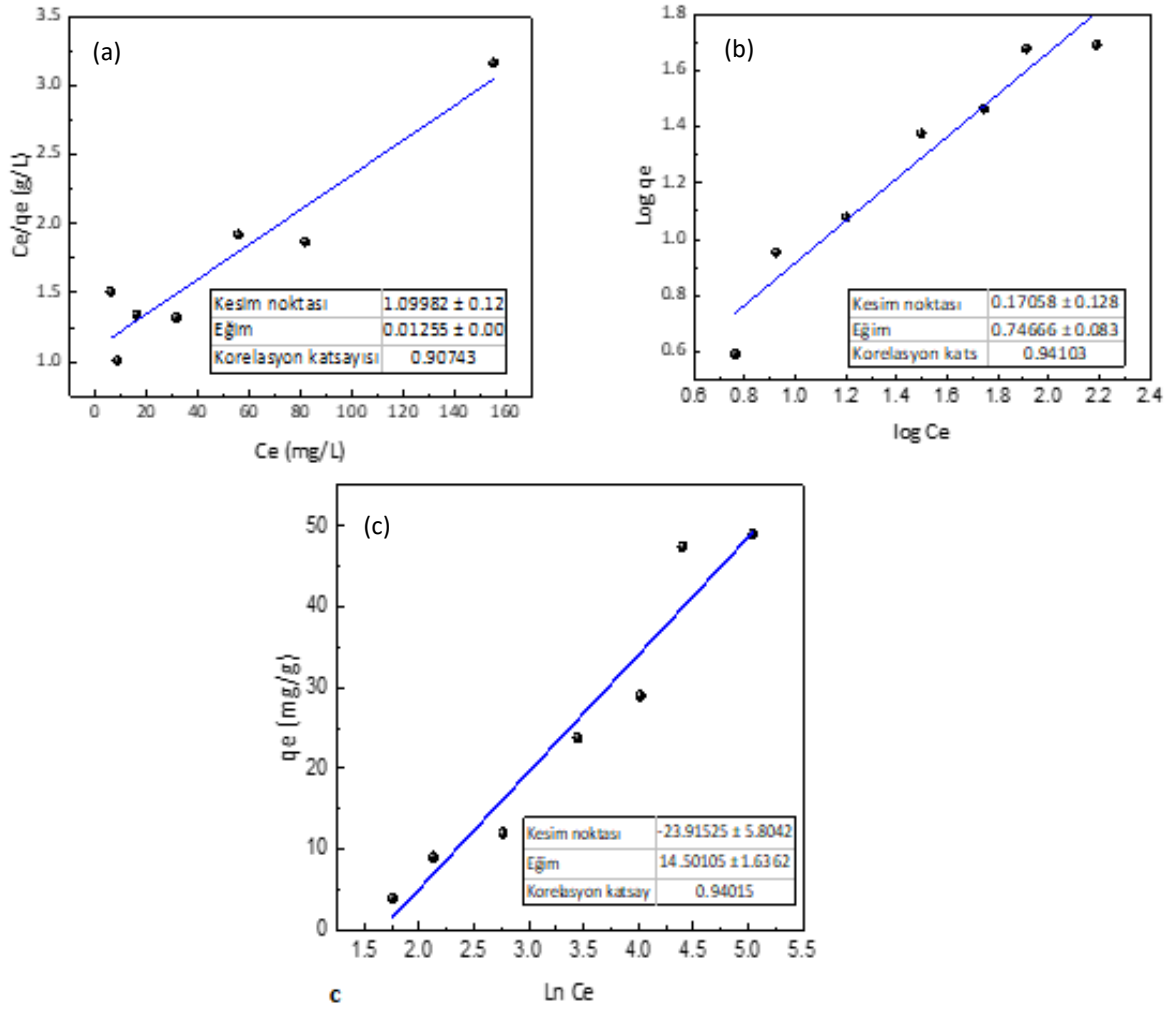 (a)
3.5
3.0
2.5
2.0
1.5
1.0
Ce/qe (g/L)
Kesim noktası 1.09982 ± 0.12
Eğim 0.01255 ± 0.00
Korelasyon katsayısı 0.90743
0 20 40 60 80 100 120 140 160
Ce (mg/L)
(b)
1.8
1.6
1.4
1.2
1.0
0.8
0.6
Log qe
Kesim noktası 0.17058 ± 0.128
Eğim 0.74666 ± 0.083
Korelasyon kats 0.94103
0.6 0.8 1.0 1.2 1.4 1.6 1.8 2.0 2.2 2.4
log Ce
(c)
50
40
30
20
10
0
qe (mg/g)
Kesim noktası -23.91525 ± 5.8042
Eğim 14.50105 ± 1.6362
Korelasyon katsay 0.94015
1.5 2.0 2.5 3.0 3.5 4.0 4.5 5.0 5.5
Ln Ce
c